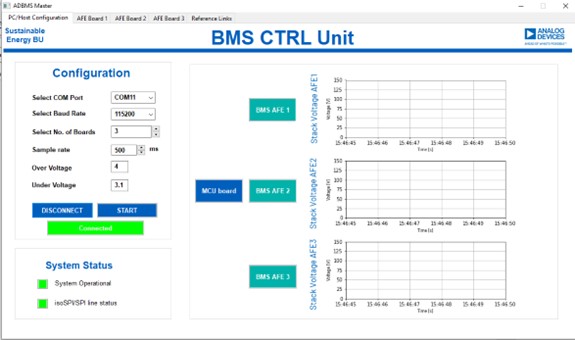 ADBMS Master
PC/Host Configuration AFE Board 1 AFE Board 2 AFE Board 3 Reference Links
Sustainable
Energy BU
BMS CTRL Unit
ANALOG
DEVICES
Configuration
Select COM Port COM11
Select Baud Rate 115200
Select No. of Boards 3
Sample rate 500 ms
Over Voltage 4
Under Voltage 3.1
DISCONNECT START
Connected
System Status
System Operational
isoSPI/SPI line status
MCU board
BMS AFE 1
Stack Voltage AFE1
Voltage (V)
150
125
100
75
50
25
0
15:46:45 15:46:46 15:46:47 15:46:48 15:46:49 15:46:50
Time [s]
BMS AFE 2
Stack Voltage AFE2
Voltage (V)
150
125
100
75
50
25
0
15:46:45 15:46:46 15:46:47 15:46:48 15:46:49 15:46:50
Time [s]
BMS AFE 3
Stack Voltage AFE3
Voltage (V)
150
125
100
75
50
25
0
15:46:45 15:46:46 15:46:47 15:46:48 15:46:49 15:46:50
Time [s]